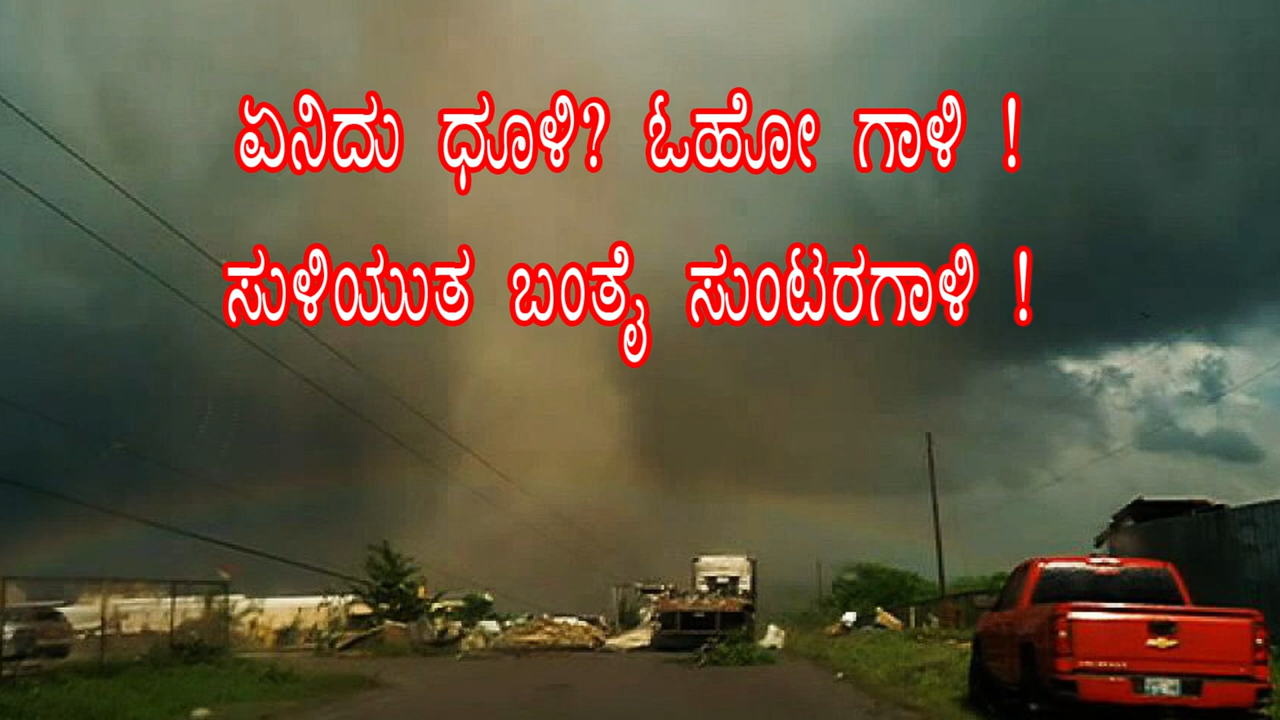 ಏನಿದು ಧೂಳಿ? ಓಹೋ ಗಾಳಿ !
ಸುಳಿಯುತ ಬಂತೈ ಸುಂಟರಗಾಳಿ !